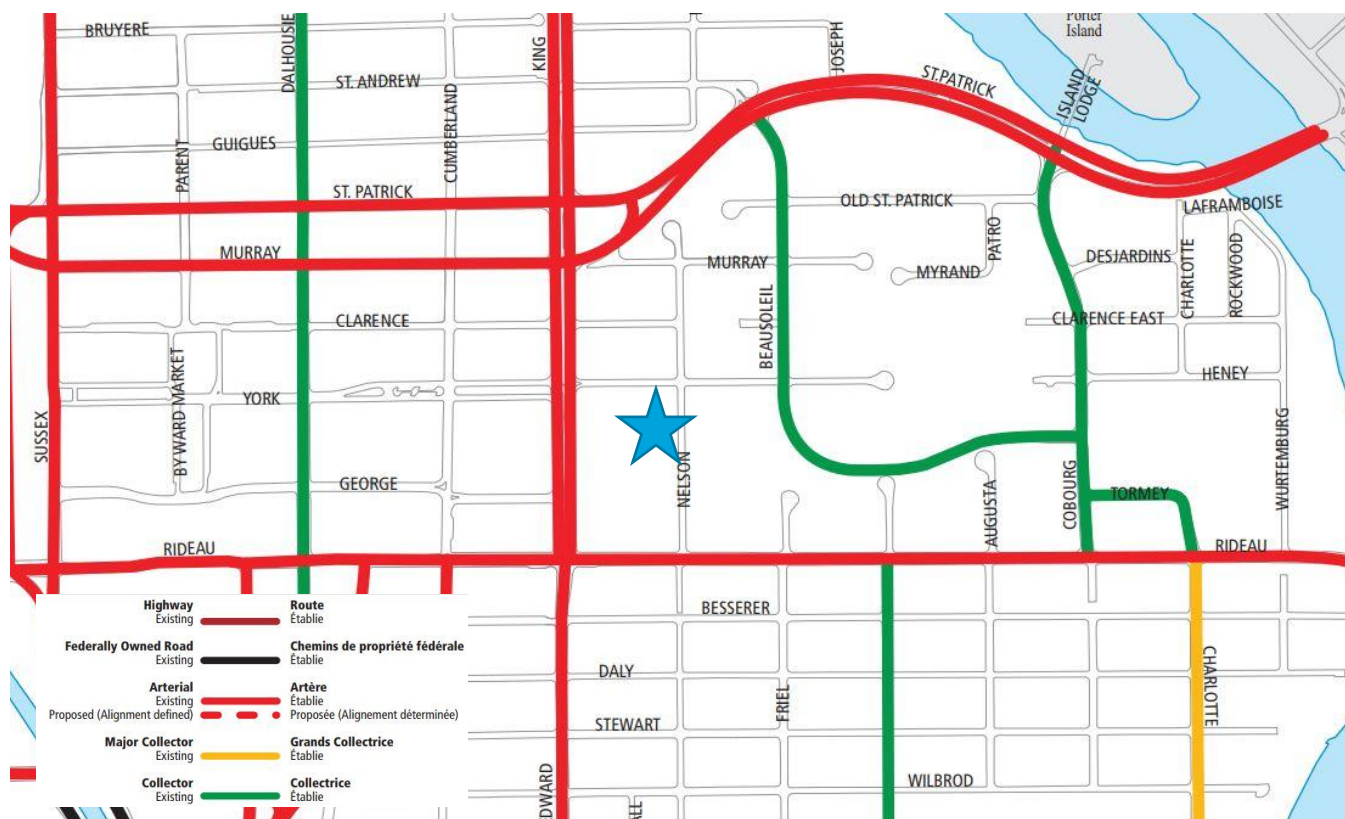 Porter
Island
BRUYERE
DALHOUSIE
KING
JOSEPH
ST. ANDREW
ST. PATRICK
ISLAND
LODGE
GUIGUES
PARENT
CUMBERLAND
ST. PATRICK
OLD ST. PATRICK
LAFRAMBOISE
MURRAY
MURRAY
PATRO
MYRAND
DESJARDINS
CHARLOTTE
ROCKWOOD
CLARENCE
BEAUSOLEIL
CLARENCE EAST
BY WARD MARKET
YORK
HENEY
SUSSEX
NELSON
GEORGE
AUGUSTA
COBOURG
TORMEY
WURTEMBURG
RIDEAU
RIDEAU
BESSERER
DALY
FRIEL
CHARLOTTE
STEWART
WILBROD
EDWARD
Highway
Existing
Route
Établie
Federally Owned Road
Existing
Chemins de propriété fédérale
Établie
Arterial
Existing
Proposed (Alignment defined)
Artère
Établie
Proposée (Alignement déterminée)
Major Collector
Existing
Grands Collectrice
Établie
Collector
Existing
Collectrice
Établie